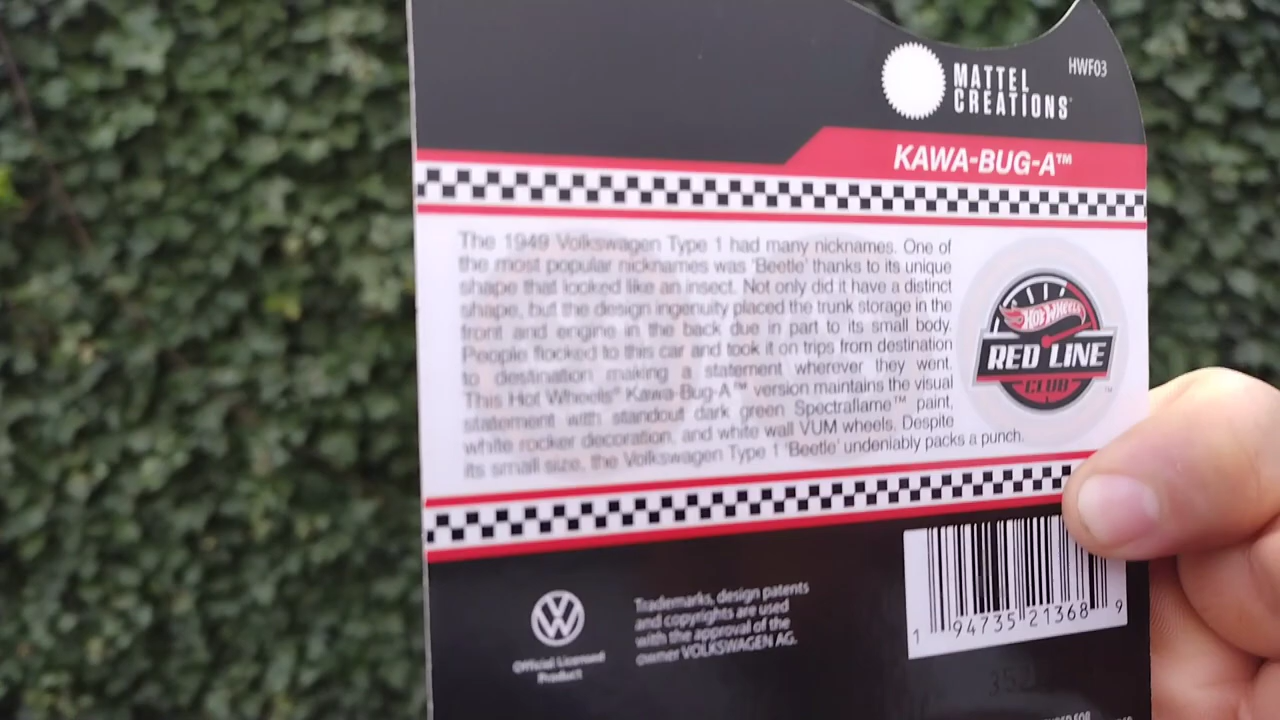 MATTEL
CREATIONS
HWF03
KAWA-BUG-A™
The 1949 Volkswagen Type 1 had many nicknames. One of
the most popular nicknames was 'Beetle' thanks to its unique
shape that looked like an insect. Not only did it have a distinct
shape, but the design ingenuity placed the trunk storage in the
front and engine in the back due in part to its small body.
People flocked to this car and took it on trips from destination
to destination making a statement wherever they went.
This Hot Wheels® Kawa-Bug-A™ version maintains the visual
statement with standout dark green Spectraflame™ paint,
white rocker decoration, and white wall VUM wheels. Despite
its small size, the Volkswagen Type 1 'Beetle' undeniably packs a punch.
HOT WHEELS
RED LINE
CLUB™
Official Licensed
Product
Trademarks, design patents
and copyrights are used
with the approval of the
owner VOLKSWAGEN AG.
1 94735 21368 9
FOR